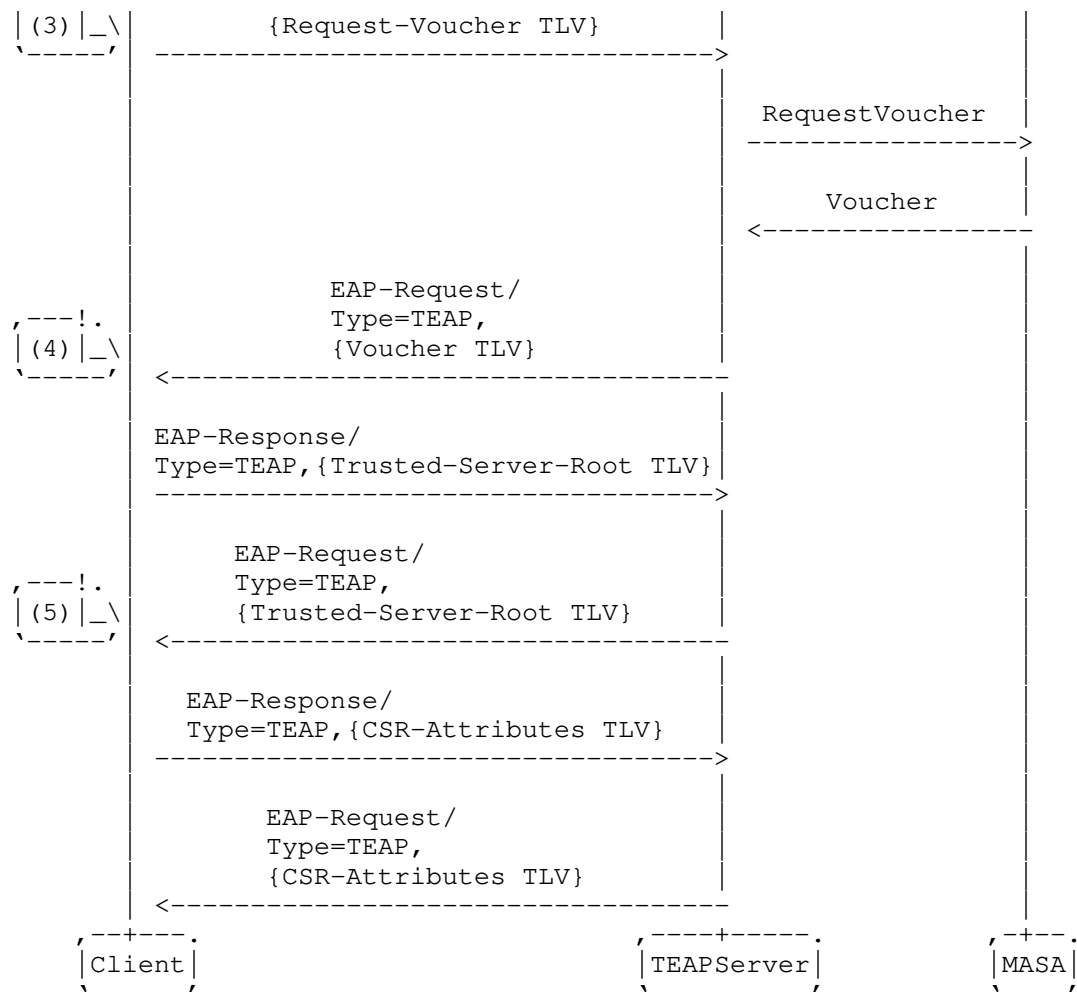 (3) {Request-Voucher TLV}
RequestVoucher
Voucher
EAP-Request/
Type=TEAP,
(4) {Voucher TLV}
EAP-Response/
Type=TEAP,{Trusted-Server-Root TLV}
EAP-Request/
Type=TEAP,
(5) {Trusted-Server-Root TLV}
EAP-Response/
Type=TEAP,{CSR-Attributes TLV}
EAP-Request/
Type=TEAP,
{CSR-Attributes TLV}
Client TEAPServer MASA